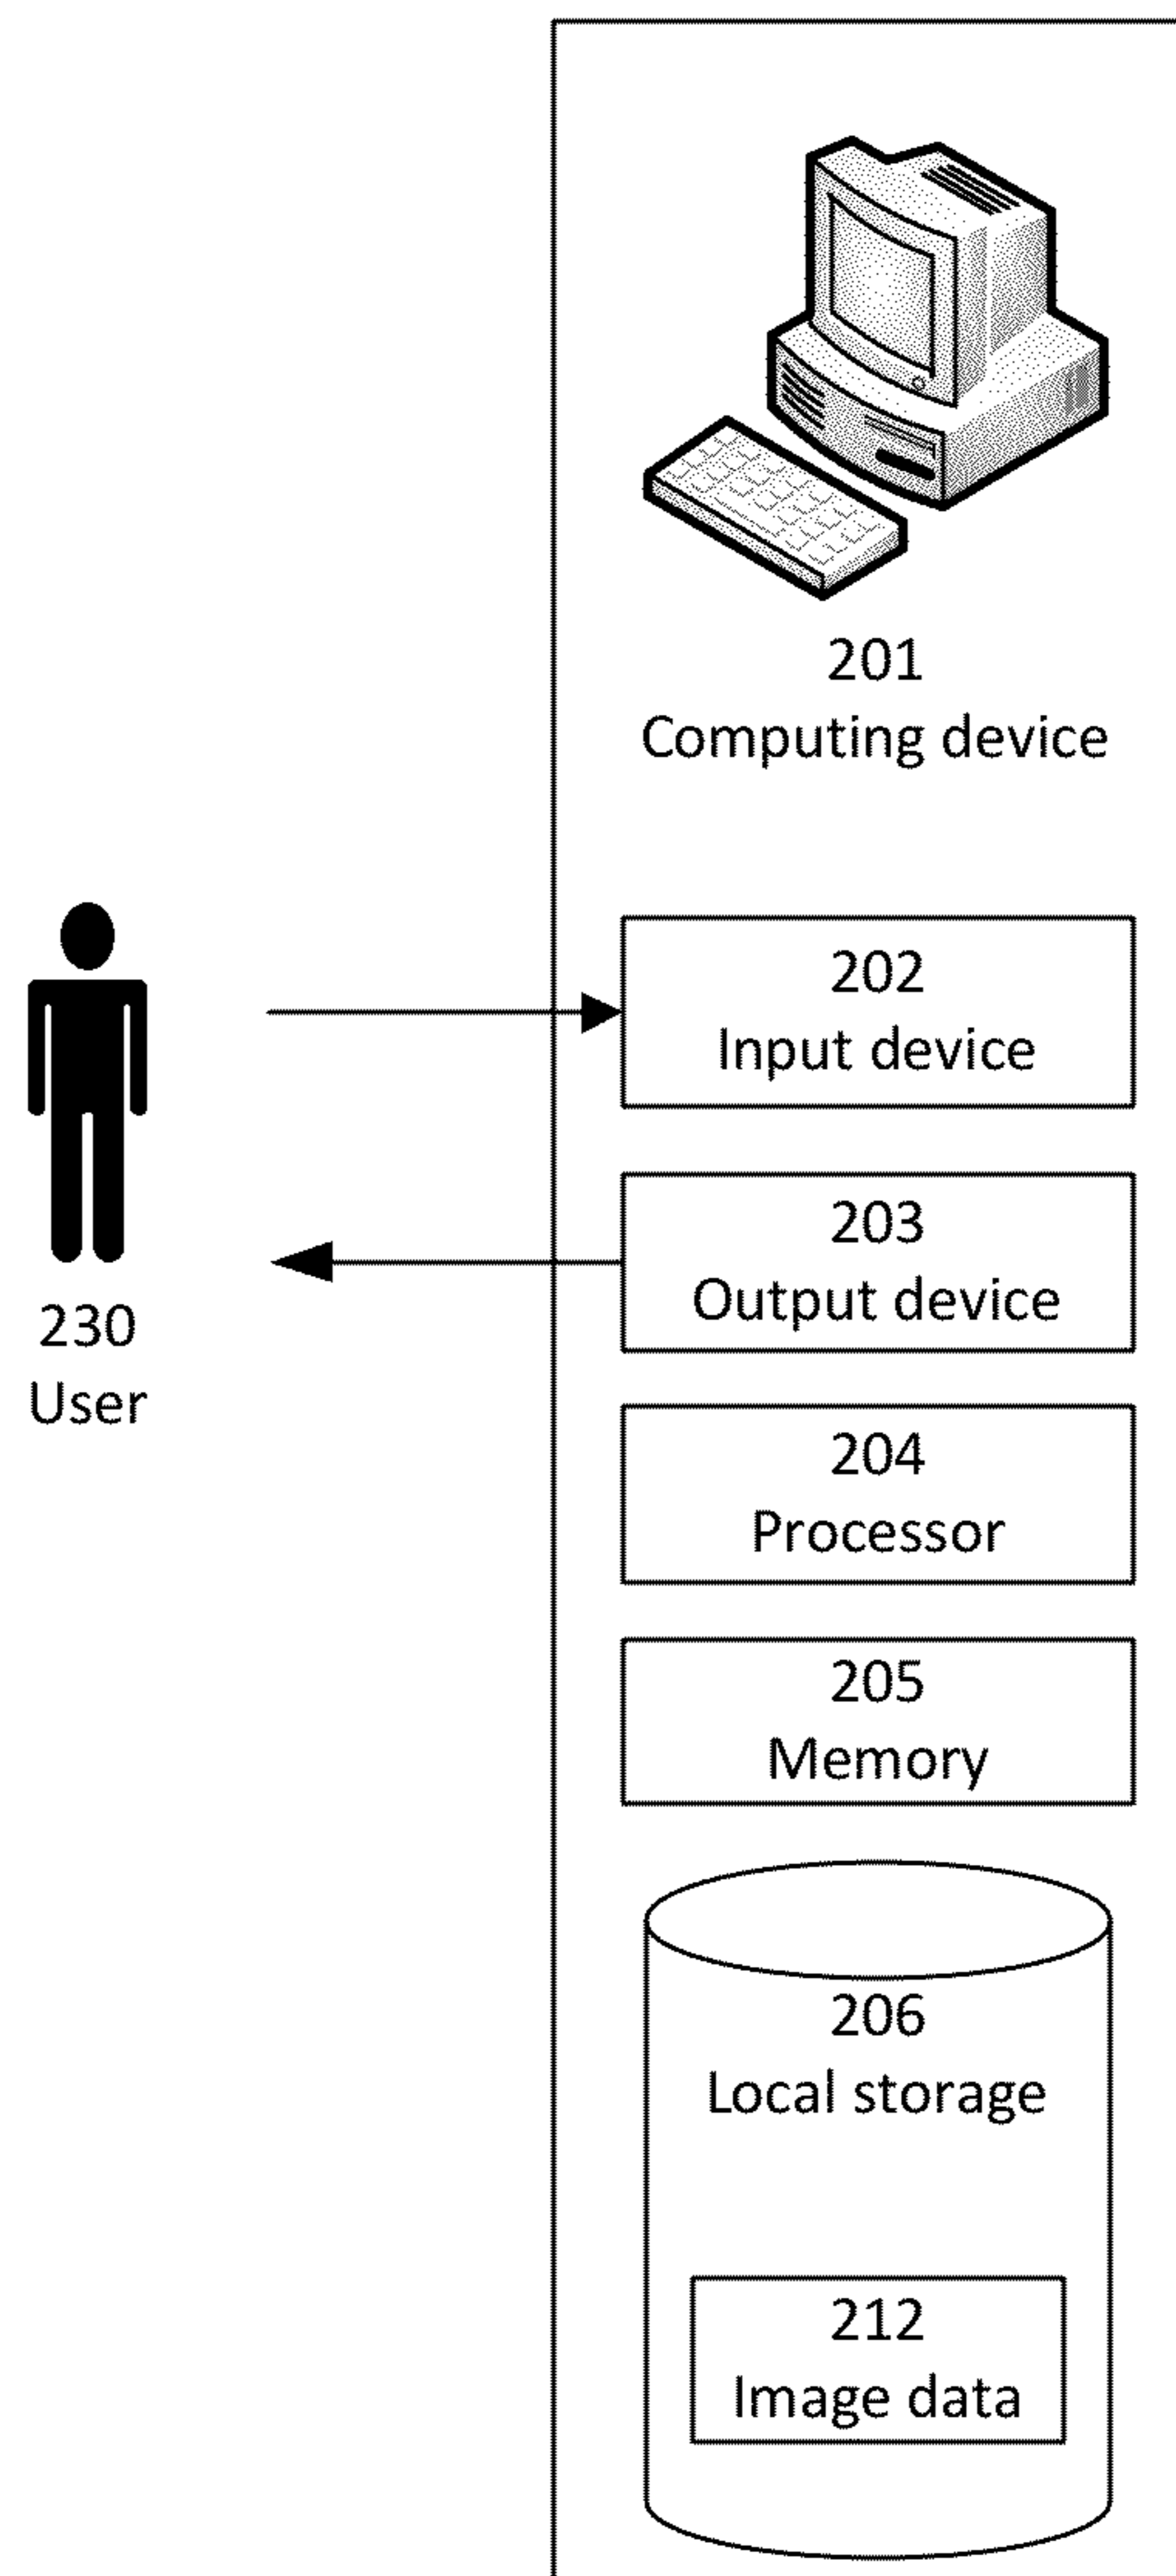 201
Computing device
202
Input device
203
Output device
230
User
204
Processor
205
Memory
206
Local storage
212
Image data